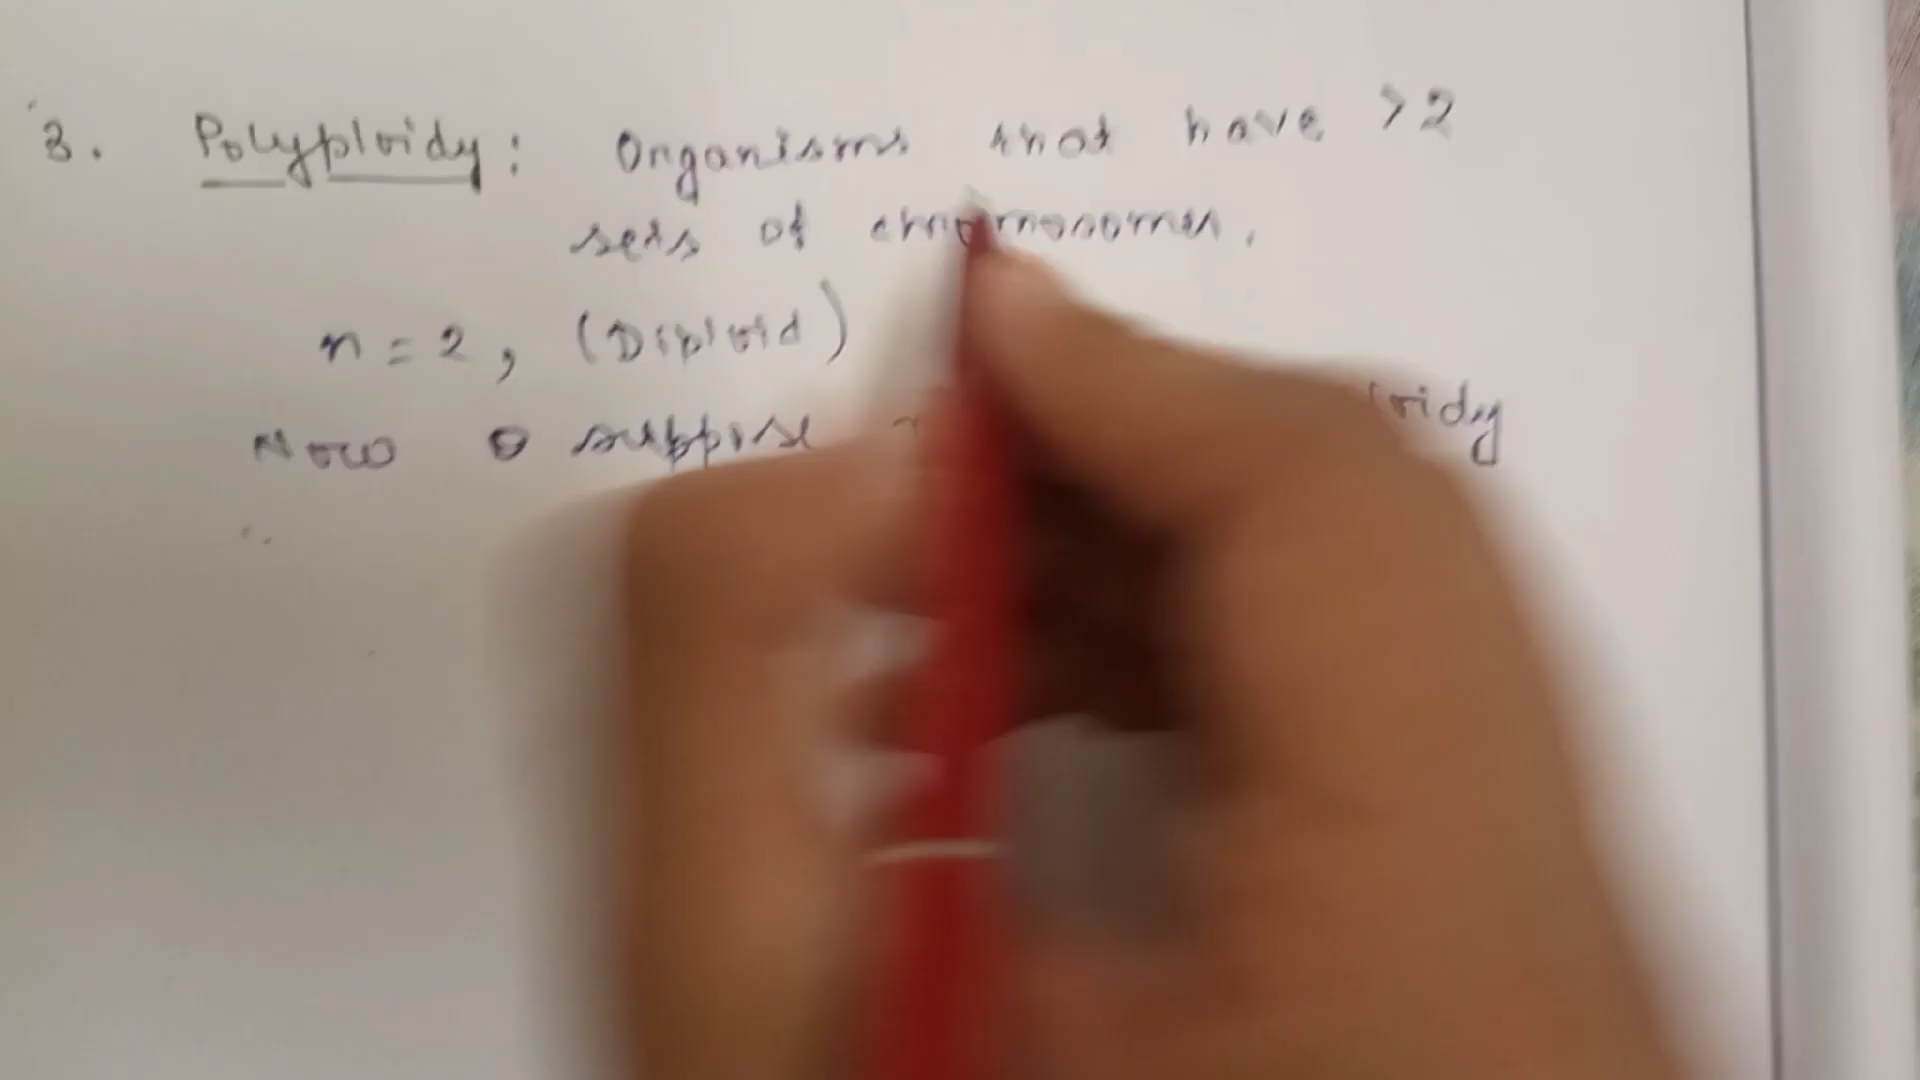 3. Polyploidy: Organisms that have >2
sets of chromosomes.
n = 2, (Diploid)
Now suppose